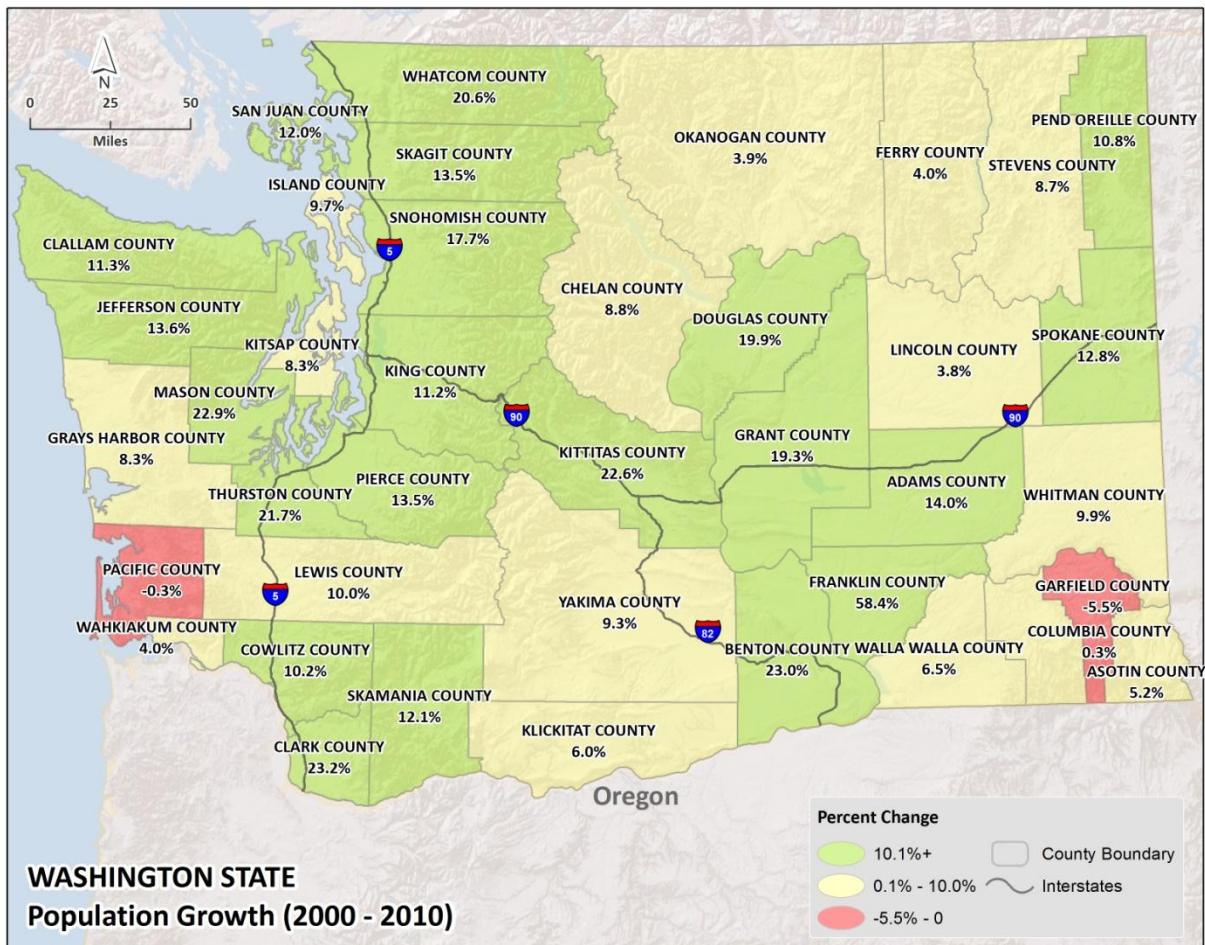 N
0 25 50
Miles
WHATCOM COUNTY
20.6%
SAN JUAN COUNTY
12.0%
SKAGIT COUNTY
13.5%
ISLAND COUNTY
9.7%
SNOHOMISH COUNTY
17.7%
OKANOGAN COUNTY
3.9%
FERRY COUNTY
4.0%
STEVENS COUNTY
8.7%
PEND OREILLE COUNTY
10.8%
CLALLAM COUNTY
11.3%
5
JEFFERSON COUNTY
13.6%
CHELAN COUNTY
8.8%
DOUGLAS COUNTY
19.9%
KITSAP COUNTY
8.3%
LINCOLN COUNTY
3.8%
SPOKANE COUNTY
12.8%
KING COUNTY
11.2%
MASON COUNTY
22.9%
90
90
GRAYS HARBOR COUNTY
8.3%
KITTITAS COUNTY
22.6%
GRANT COUNTY
19.3%
PIERCE COUNTY
13.5%
THURSTON COUNTY
21.7%
ADAMS COUNTY
14.0%
WHITMAN COUNTY
9.9%
PACIFIC COUNTY
-0.3%
LEWIS COUNTY
10.0%
5
YAKIMA COUNTY
9.3%
82
FRANKLIN COUNTY
58.4%
GARFIELD COUNTY
-5.5%
WAHKIAKUM COUNTY
4.0%
COWLITZ COUNTY
10.2%
BENTON COUNTY
23.0%
WALLA WALLA COUNTY
6.5%
COLUMBIA COUNTY
0.3%
ASOTIN COUNTY
5.2%
SKAMANIA COUNTY
12.1%
KLICKITAT COUNTY
6.0%
CLARK COUNTY
23.2%
Oregon
Percent Change
10.1%+
0.1% - 10.0%
-5.5% - 0
County Boundary
Interstates
WASHINGTON STATE
Population Growth (2000 - 2010)